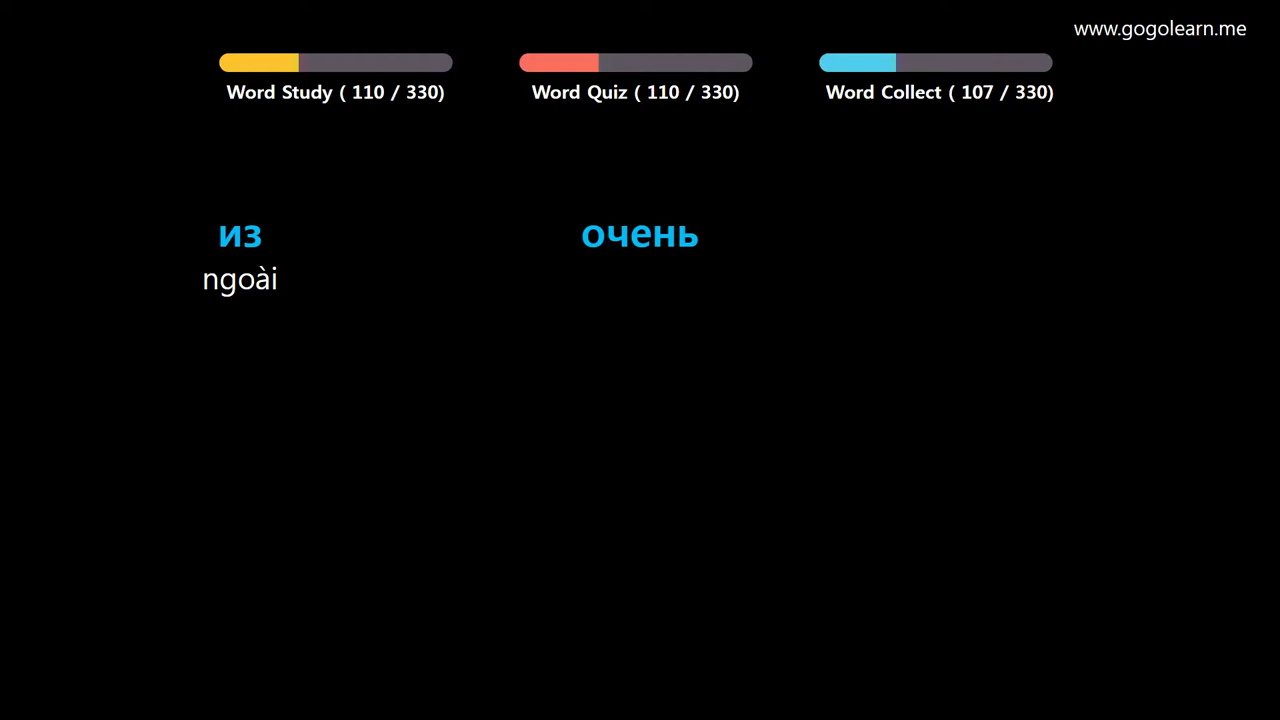 www.gogolearn.me
Word Study ( 110 / 330)
Word Quiz ( 110 / 330)
Word Collect ( 107 / 330)
из
ngoài
очень